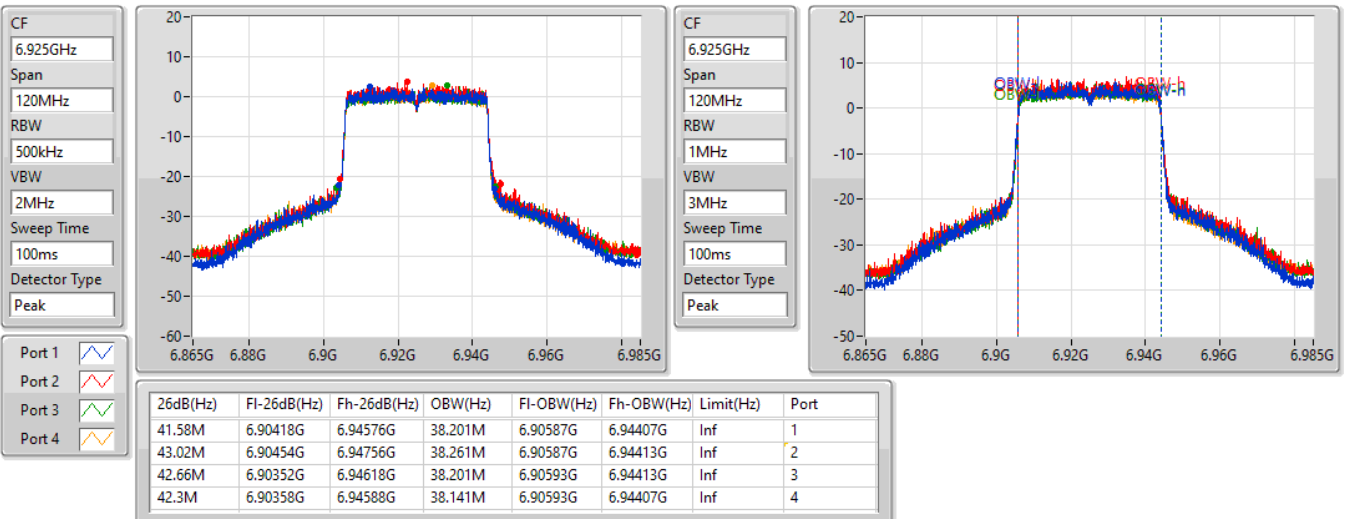 CF
6.925GHz
Span
120MHz
RBW
500kHz
VBW
2MHz
Sweep Time
100ms
Detector Type
Peak
20
10
0
-10
-20
-30
-40
-50
-60
6.865G 6.88G 6.9G 6.92G 6.94G 6.96G 6.985G
CF
6.925GHz
Span
120MHz
RBW
1MHz
VBW
3MHz
Sweep Time
100ms
Detector Type
Peak
20
10
0
-10
-20
-30
-40
-50
OBW-h
6.865G 6.88G 6.9G 6.92G 6.94G 6.96G 6.985G
Port 1
Port 2
Port 3
Port 4
26dB(Hz) Fl-26dB(Hz) Fh-26dB(Hz) OBW(Hz) Fl-OBW(Hz) Fh-OBW(Hz) Limit(Hz) Port
41.58M 6.90418G 6.94576G 38.201M 6.90587G 6.94407G Inf 1
43.02M 6.90454G 6.94756G 38.261M 6.90587G 6.94413G Inf 2
42.66M 6.90352G 6.94618G 38.201M 6.90593G 6.94413G Inf 3
42.3M 6.90358G 6.94588G 38.141M 6.90593G 6.94407G Inf 4